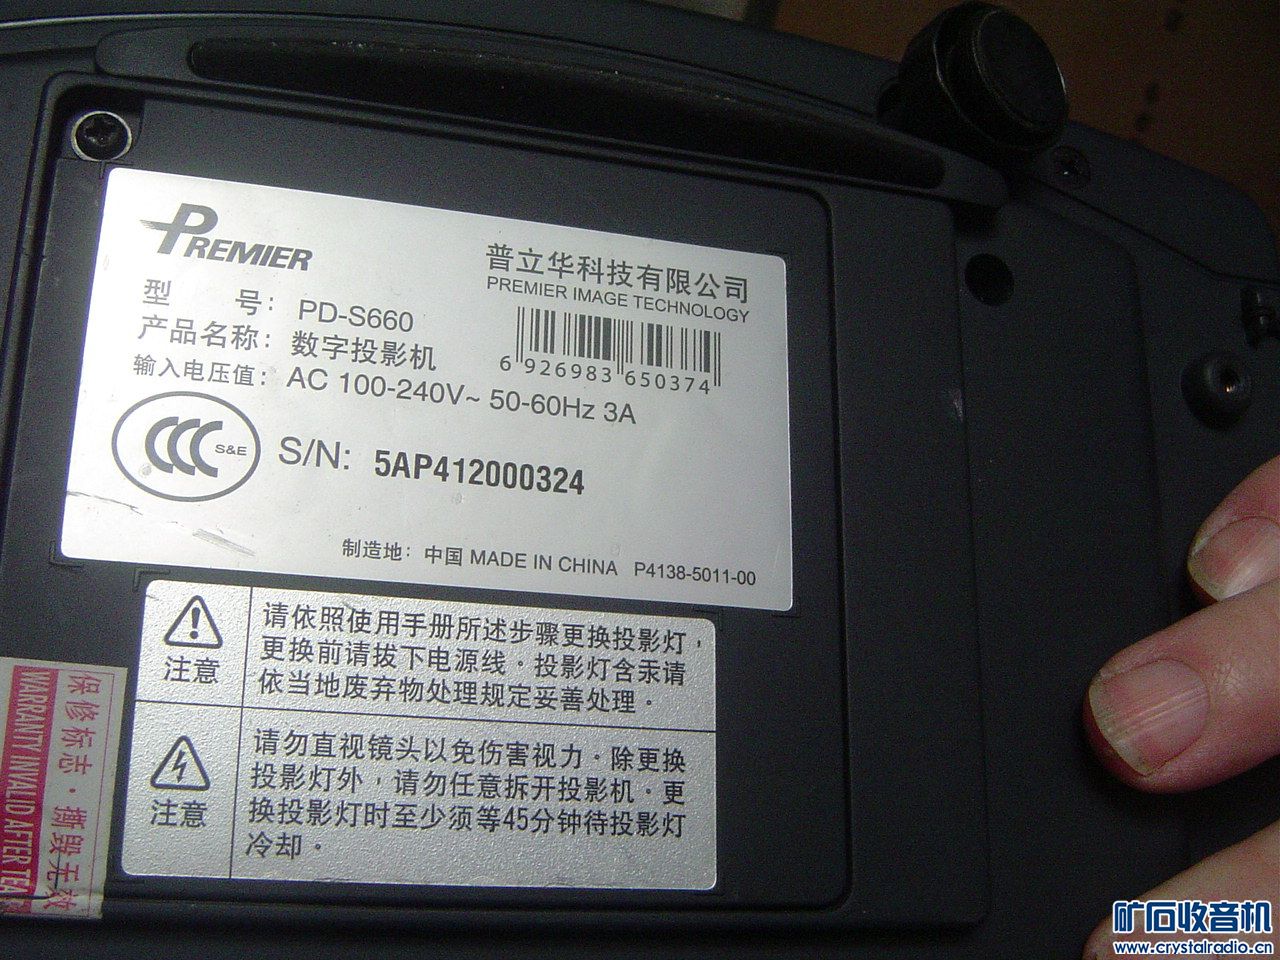 PREMIER
普立华科技有限公司
PREMIER IMAGE TECHNOLOGY
型 号： PD-S660
产品名称： 数字投影机
6 926983 650374
输入电压值： AC 100-240V~ 50-60Hz 3A
CCC S&E
S/N: 5AP412000324
制造地： 中国 MADE IN CHINA P4138-5011-00
注意
请依照使用手册所述步骤更换投影灯，
更换前请拔下电源线。投影灯含汞请
依当地废弃物处理规定妥善处理。
注意
请勿直视镜头以免伤害视力。除更换
投影灯外，请勿任意拆开投影机。更
换投影灯时至少须等45分钟待投影灯
冷却。
保修标志·撕毁无效
WARRANTY INVALID AFTER
矿石收音机
www.crystalradio.cn